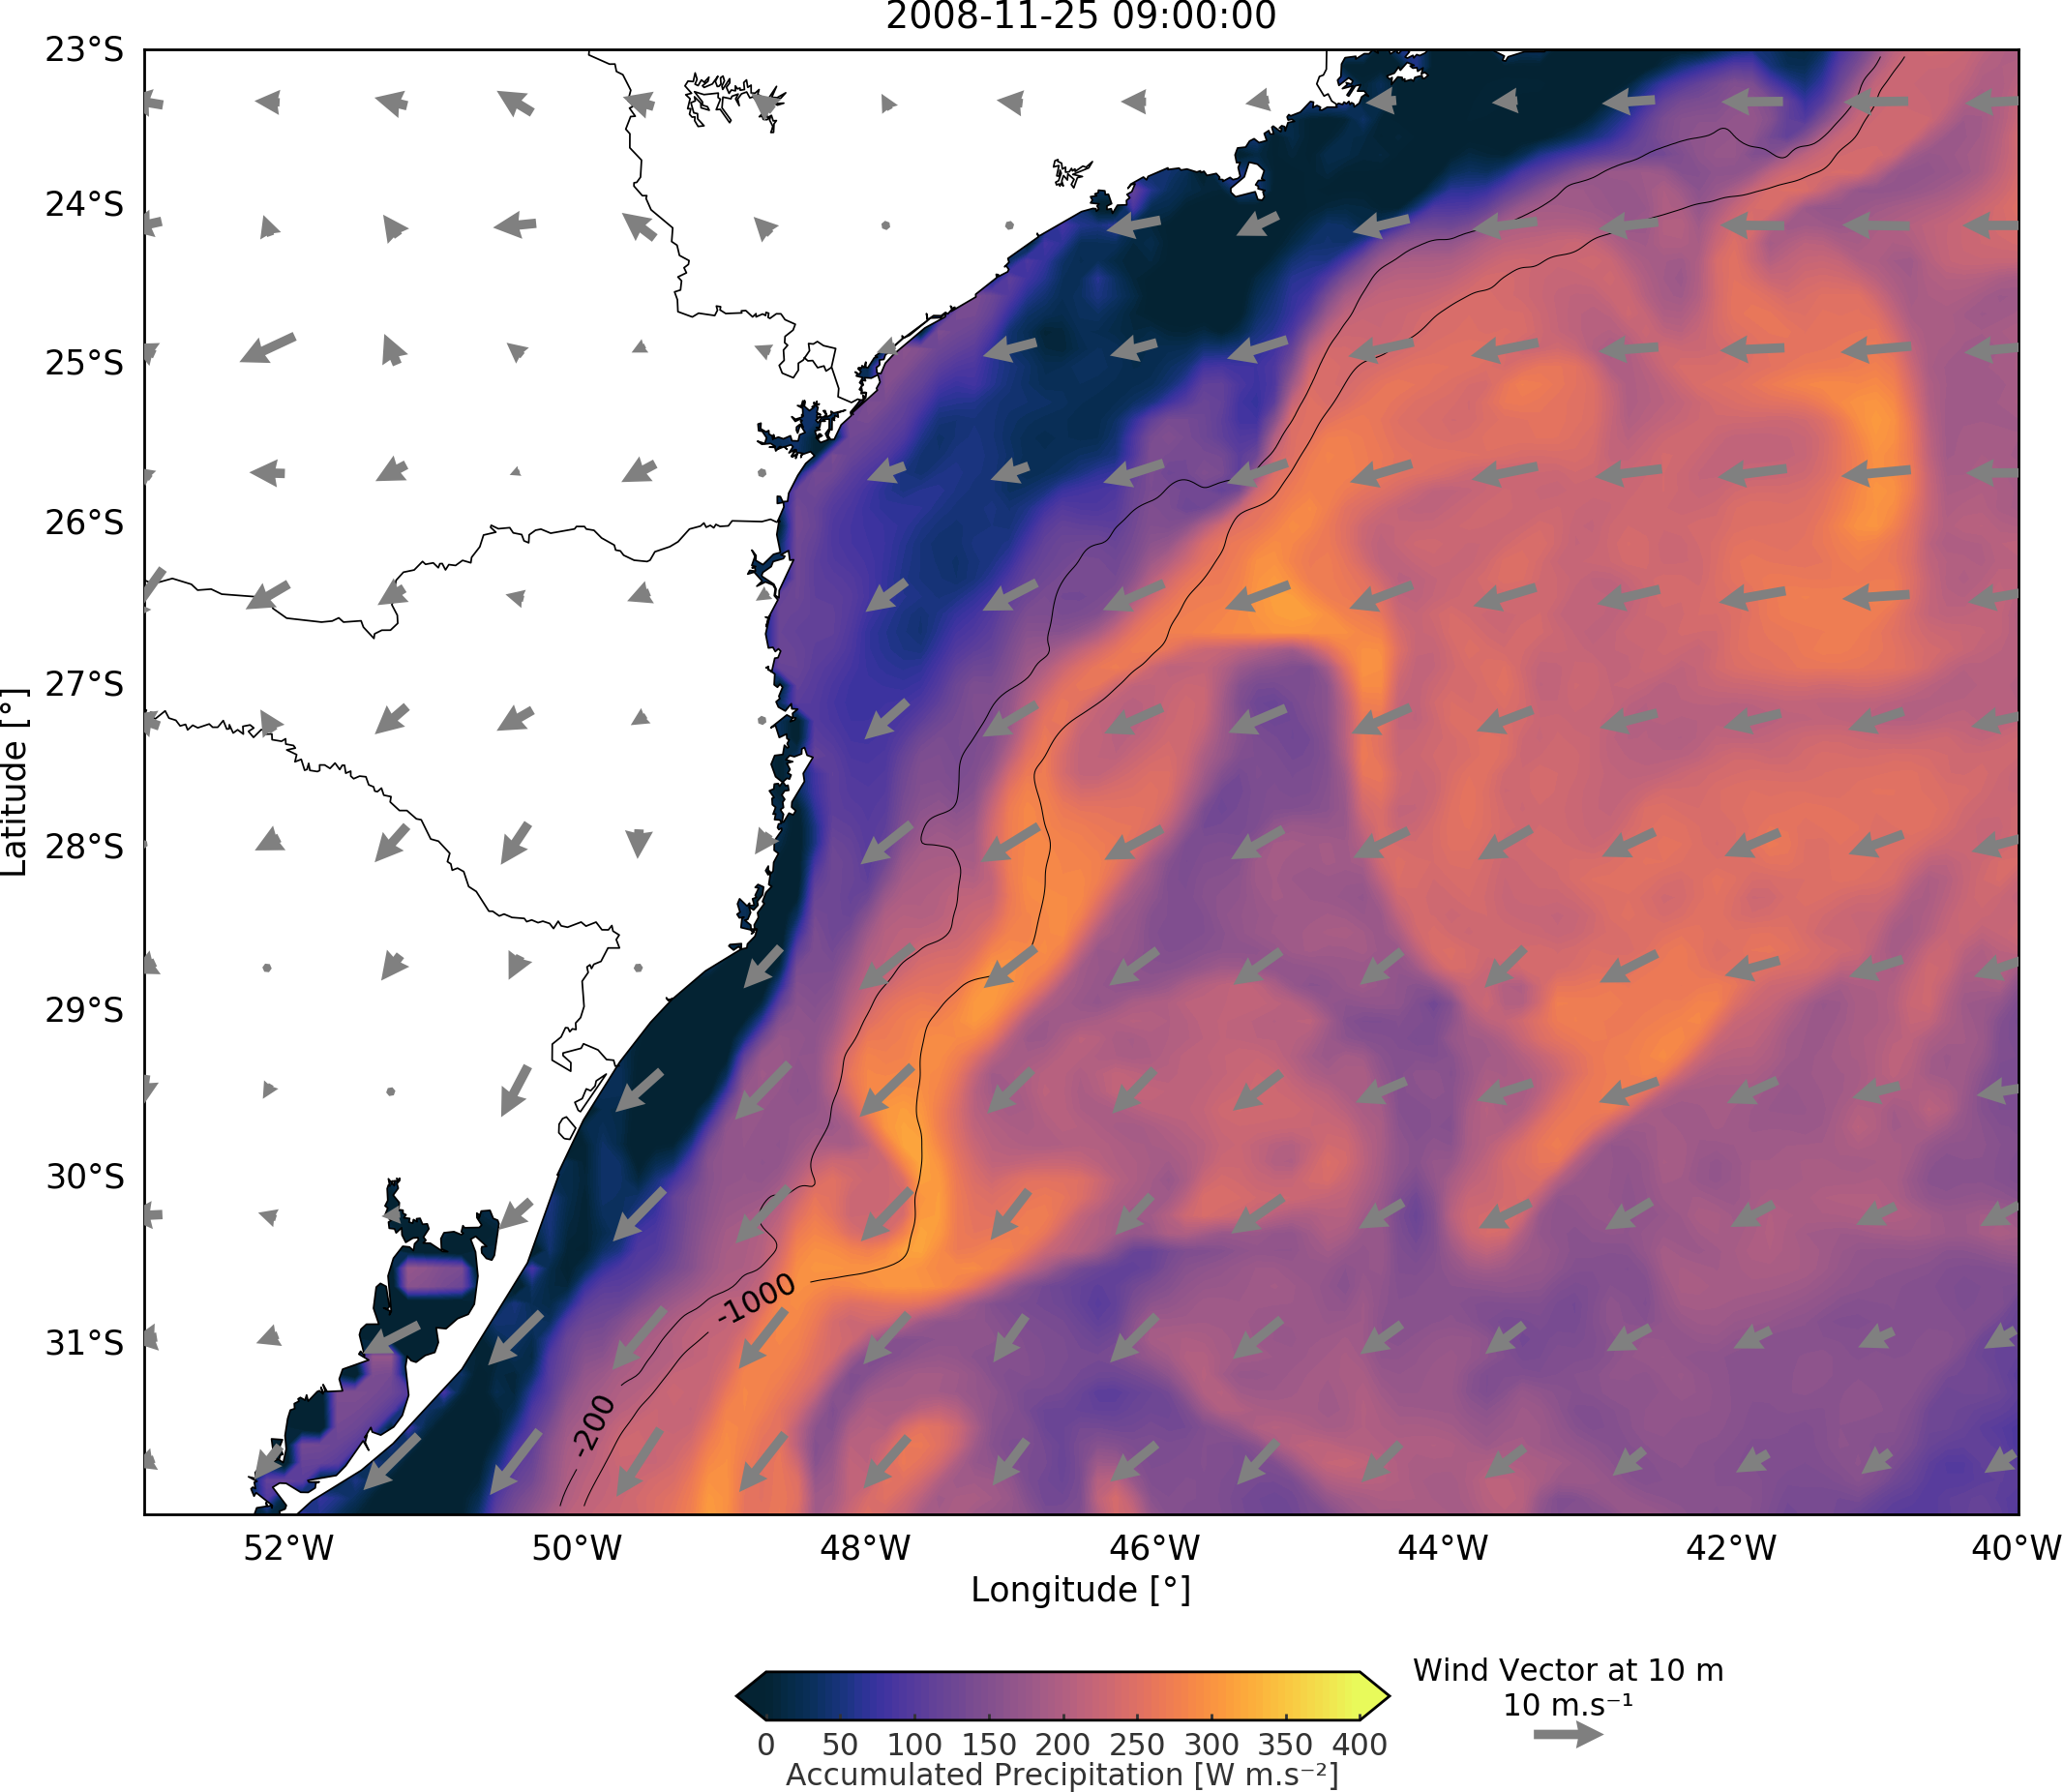 2008-11-25 09:00:00
23°S
24°S
25°S
26°S
27°S
28°S
29°S
30°S
31°S
Latitude [°]
-1000
-200
52°W 50°W 48°W 46°W 44°W 42°W 40°W
Longitude [°]
Wind Vector at 10 m
10 m.s⁻¹
0 50 100 150 200 250 300 350 400
Accumulated Precipitation [W m.s⁻²]